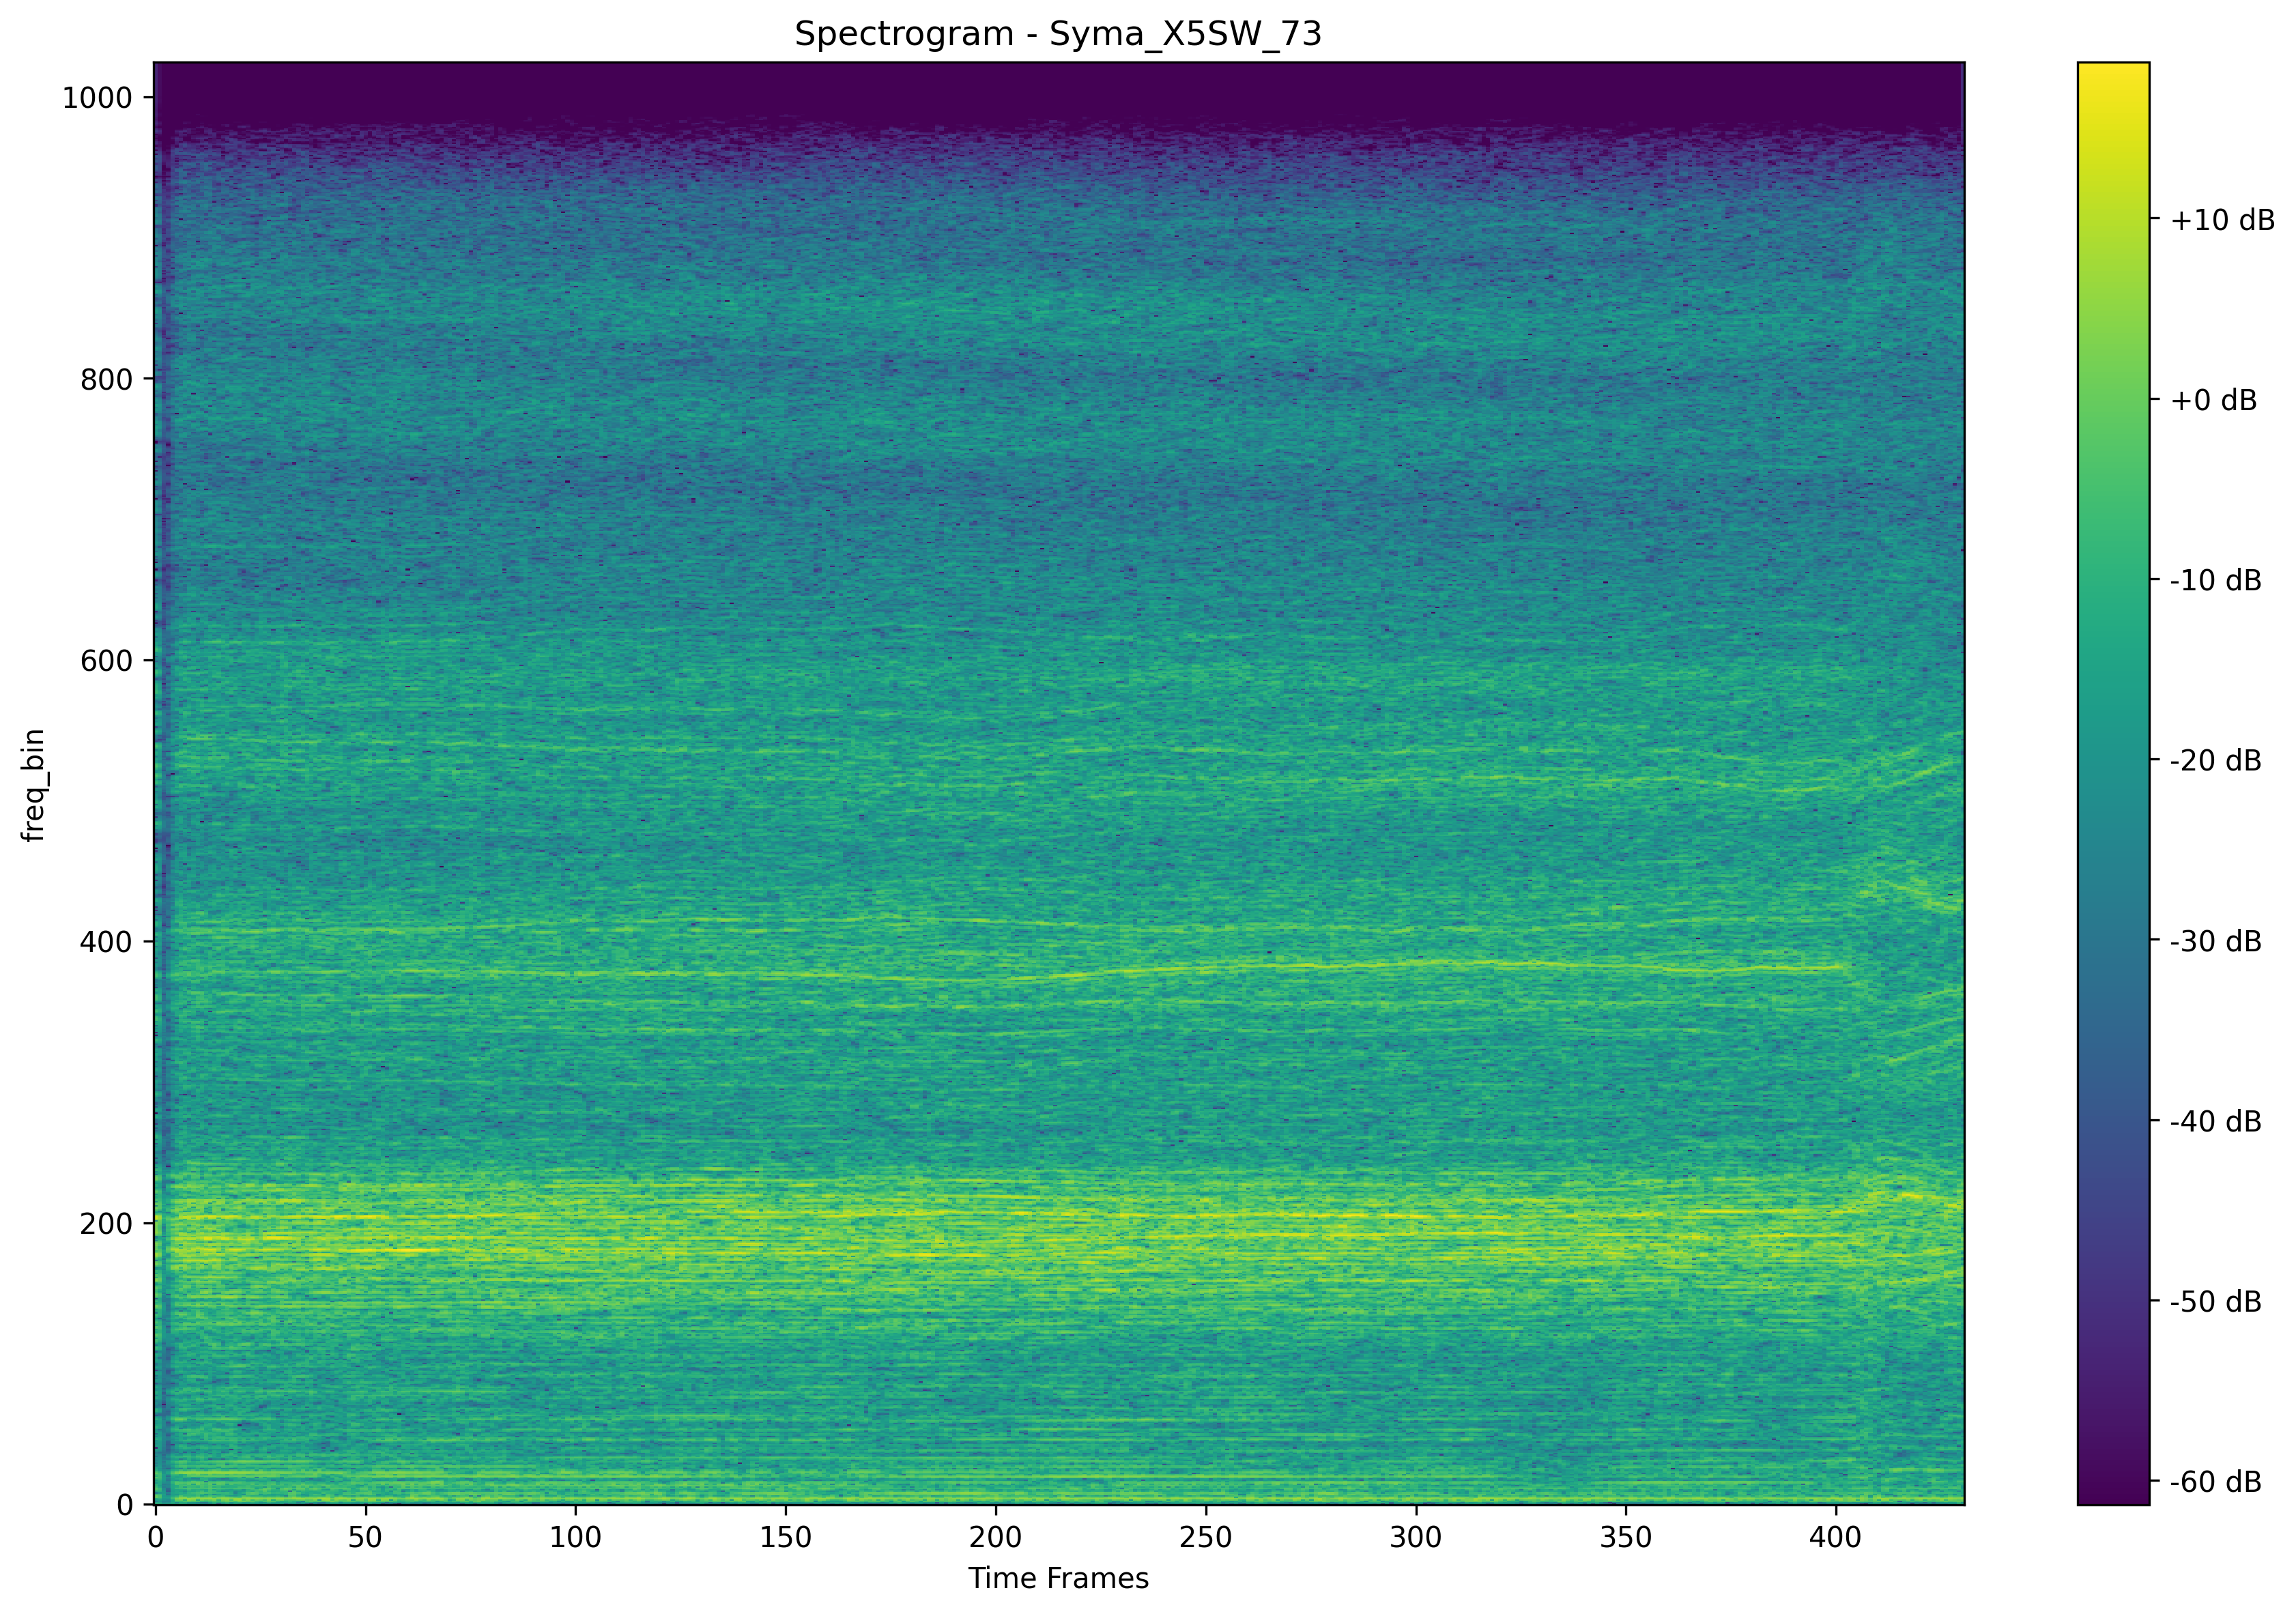 Spectrogram - Syma_X5SW_73
1000
800
600
400
200
0
freq_bin
0 50 100 150 200 250 300 350 400
Time Frames
+10 dB
+0 dB
-10 dB
-20 dB
-30 dB
-40 dB
-50 dB
-60 dB